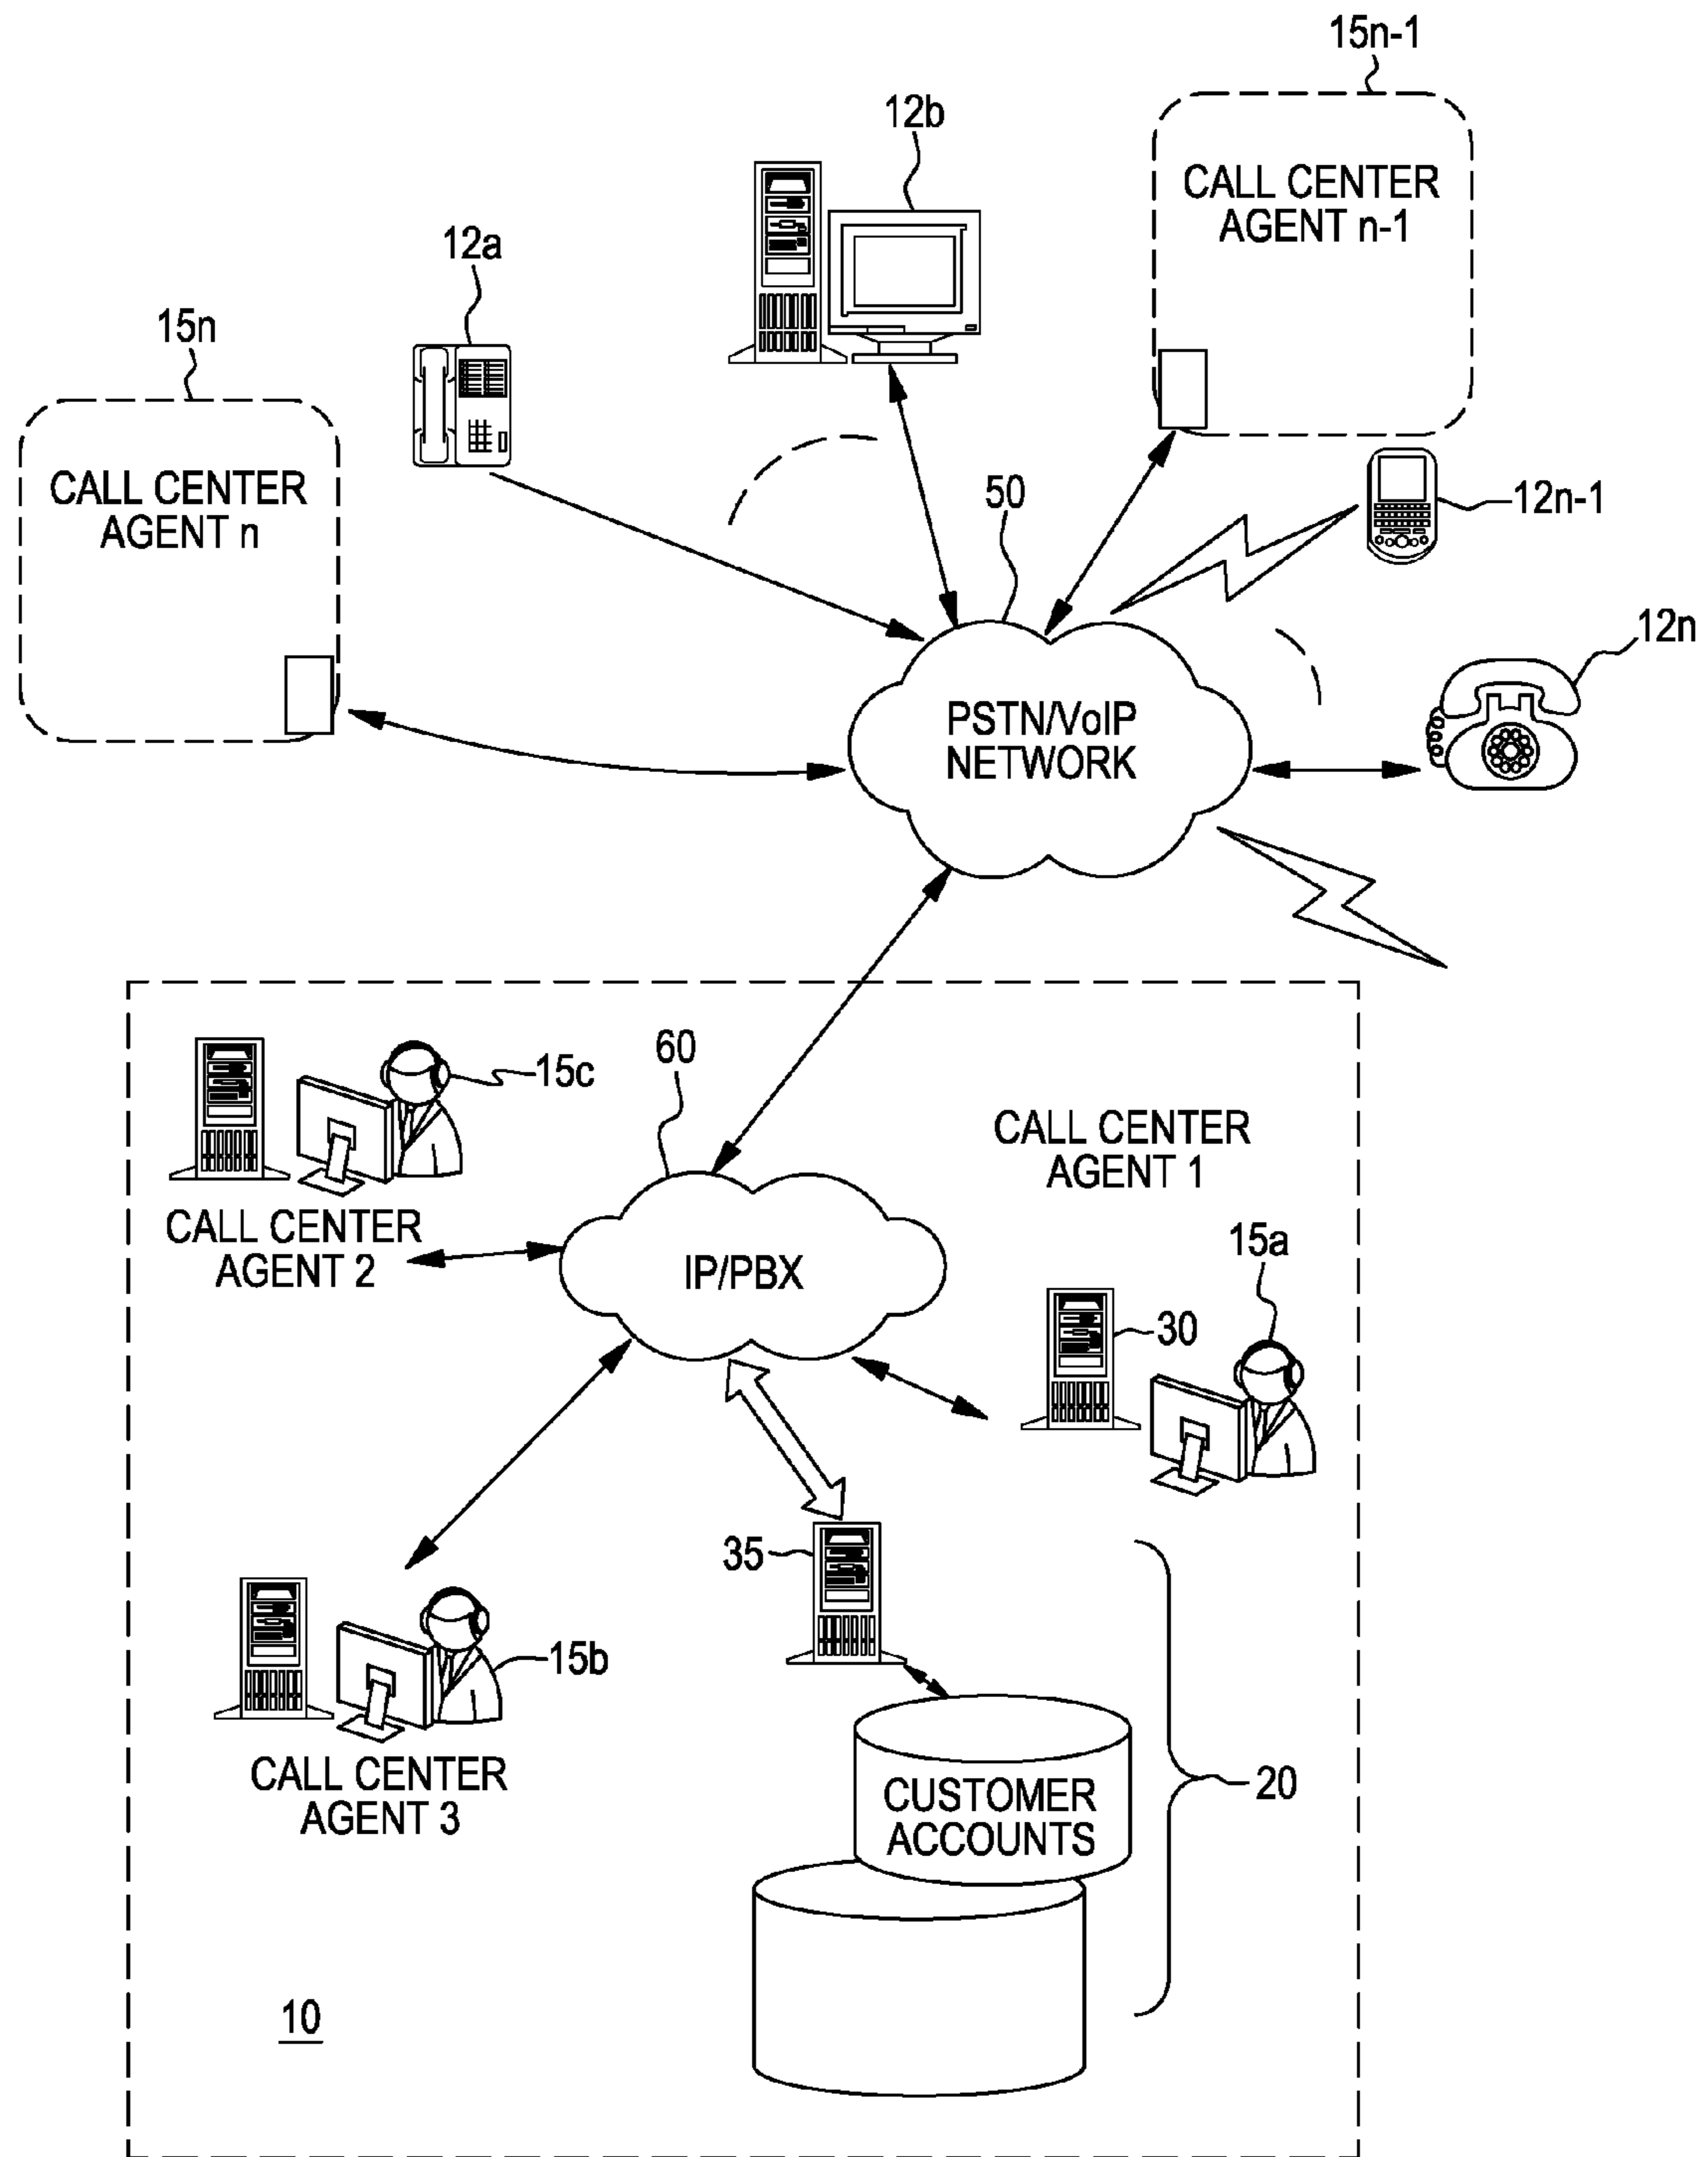 15n-1
12b
CALL CENTER
AGENT n-1
12a
15n
CALL CENTER
AGENT n
50
12n-1
12n
PSTN/VoIP
NETWORK
60
15c
CALL CENTER
AGENT 1
CALL CENTER
AGENT 2
IP/PBX
15a
30
35
15b
CALL CENTER
AGENT 3
CUSTOMER
ACCOUNTS
20
10